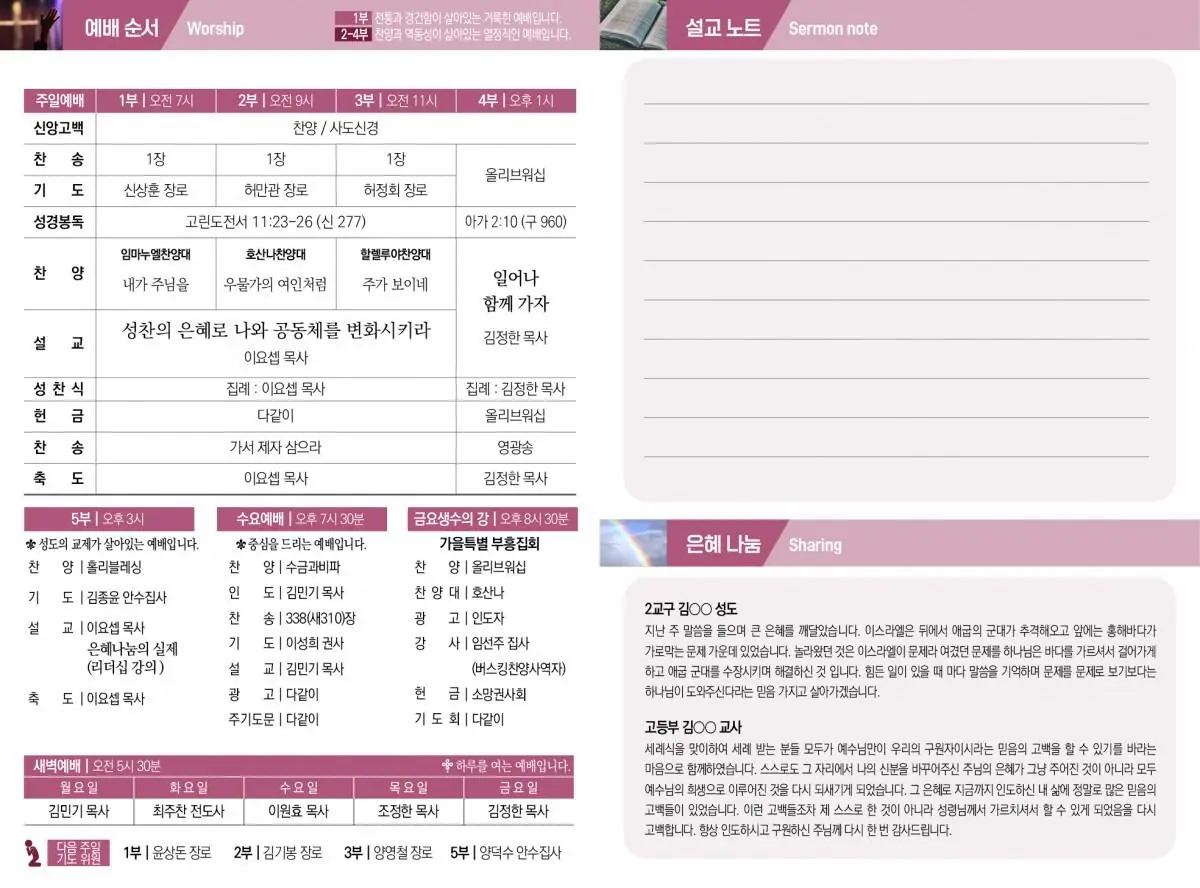 예배 순서 Worship
1부 전통과 경건함이 살아있는 거룩한 예배입니다.
2-4부 찬양과 역동성이 살아있는 열정적인 예배입니다.
주일예배 1부 | 오전 7시 2부 | 오전 9시 3부 | 오전 11시 4부 | 오후 1시
신앙고백 찬양 / 사도신경
찬 송 1장 1장 1장 올리브워십
기 도 신상훈 장로 허만관 장로 허정회 장로
성경봉독 고린도전서 11:23-26 (신 277) 아가 2:10 (구 960)
찬 양 임마누엘찬양대 호산나찬양대 할렐루야찬양대
내가 주님을 우물가의 여인처럼 주가 보이네
일어나
함께 가자
김정한 목사
설 교 성찬의 은혜로 나와 공동체를 변화시키라
이요셉 목사
성 찬 식 집례 : 이요셉 목사 집례 : 김정한 목사
헌 금 다같이 올리브워십
찬 송 가서 제자 삼으라 영광송
축 도 이요셉 목사 김정한 목사
5부 | 오후 3시
성도의 교제가 살아있는 예배입니다.
찬 양 | 홀리블레싱
기 도 | 김종윤 안수집사
설 교 | 이요셉 목사
은혜나눔의 실제
(리더십 강의)
축 도 | 이요셉 목사
수요예배 | 오후 7시 30분
중심을 드리는 예배입니다.
찬 양 | 수금과비파
인 도 | 김민기 목사
찬 송 | 338(새310)장
기 도 | 이성희 권사
설 교 | 김민기 목사
광 고 | 다같이
주기도문 | 다같이
금요생수의 강 | 오후 8시 30분
가을특별 부흥집회
찬 양 | 올리브워십
찬 양 대 | 호산나
광 고 | 인도자
강 사 | 임선주 집사
(버스킹찬양사역자)
헌 금 | 소망권사회
기 도 회 | 다같이
새벽예배 | 오전 5시 30분 하루를 여는 예배입니다.
월요일 화요일 수요일 목요일 금요일
김민기 목사 최주찬 전도사 이원효 목사 조정한 목사 김정한 목사
다음 주일
기도 위원
1부 | 윤상돈 장로 2부 | 김기봉 장로 3부 | 양영철 장로 5부 | 양덕수 안수집사
설교 노트 Sermon note
은혜 나눔 Sharing
2교구 김○○ 성도
지난 주 말씀을 들으며 큰 은혜를 깨달았습니다. 이스라엘은 뒤에서 애굽의 군대가 추격해오고 앞에는 홍해바다가
가로막는 문제 가운데 있었습니다. 놀라왔던 것은 이스라엘이 문제라 여겼던 문제를 하나님은 바다를 가르셔서 걸어가게
하고 애굽 군대를 수장시키며 해결하신 것 입니다. 힘든 일이 있을 때 마다 말씀을 기억하며 문제를 문제로 보기보다는
하나님이 도와주신다라는 믿음 가지고 살아가겠습니다.
고등부 김○○ 교사
세례식을 맞이하여 세례 받는 분들 모두가 예수님만이 우리의 구원자이시라는 믿음의 고백을 할 수 있기를 바라는
마음으로 함께하였습니다. 스스로도 그 자리에서 나의 신분을 바꾸어주신 주님의 은혜가 그냥 주어진 것이 아니라 모두
예수님의 희생으로 이루어진 것을 다시 되새기게 되었습니다. 그 은혜로 지금까지 인도하신 내 삶에 정말로 많은 믿음의
고백들이 있었습니다. 이런 고백들조차 제 스스로 한 것이 아니라 성령님께서 가르치셔서 할 수 있게 되었음을 다시
고백합니다. 항상 인도하시고 구원하신 주님께 다시 한 번 감사드립니다.